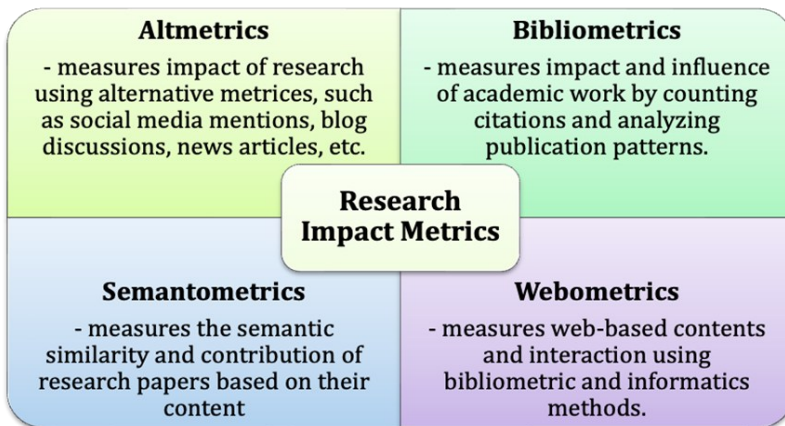 Altmetrics
- measures impact of research
using alternative metrices, such
as social media mentions, blog
discussions, news articles, etc.
Bibliometrics
- measures impact and influence
of academic work by counting
citations and analyzing
publication patterns.
Research
Impact Metrics
Semantometrics
- measures the semantic
similarity and contribution of
research papers based on their
content
Webometrics
- measures web-based contents
and interaction using
bibliometric and informatics
methods.